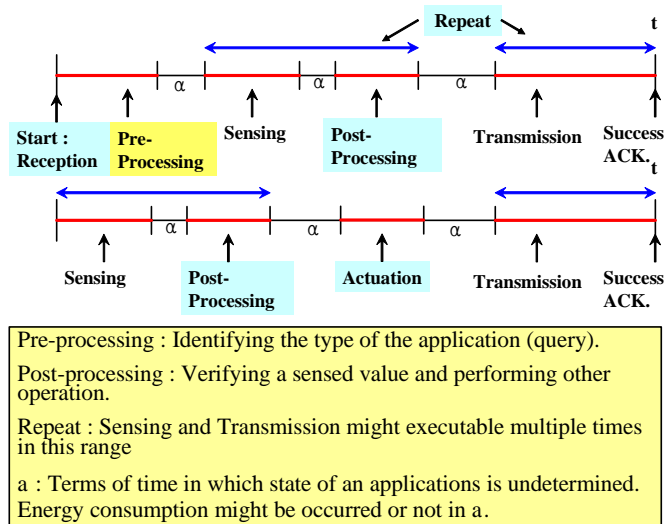 Repeat
t
α
α
α
Start :
Reception
Pre-
Processing
Sensing
Post-
Processing
Transmission
Success
ACK.
t
α
α
α
Sensing
Post-
Processing
Actuation
Transmission
Success
ACK.
Pre-processing : Identifying the type of the application (query).
Post-processing : Verifying a sensed value and performing other
operation.
Repeat : Sensing and Transmission might executable multiple times
in this range
a : Terms of time in which state of an applications is undetermined.
Energy consumption might be occurred or not in a.